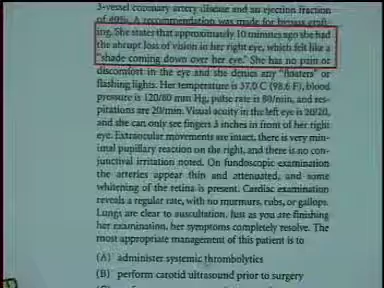 3-vessel coronary artery disease and an ejection fraction
of 69%. A recommendation was made for bypass graft-
ing. She states that approximately 10 minutes ago she had
the abrupt loss of vision in her right eye, which felt like a
"shade coming down over her eye." She has no pain or
discomfort in the eye and she denies any "floaters" or
flashing lights. Her temperature is 37.0 C (98.6 F), blood
pressure is 120/80 mm Hg, pulse rate is 80/min, and res-
pirations are 20/min. Visual acuity in the left eye is 20/20,
and she can only see fingers 3 inches in front of her right
eye. Extraocular movements are intact, there is very min-
imal pupillary reaction on the right, and there is no con-
junctival irritation noted. On fundoscopic examination
the arteries appear thin and attenuated, and some
whitening of the retina is present. Cardiac examination
reveals a regular rate, with no murmurs, rubs, or gallops.
Lungs are clear to auscultation. Just as you are finishing
her examination, her symptoms completely resolve. The
most appropriate management of this patient is to
(A) administer systemic thrombolytics
(B) perform carotid ultrasound prior to surgery